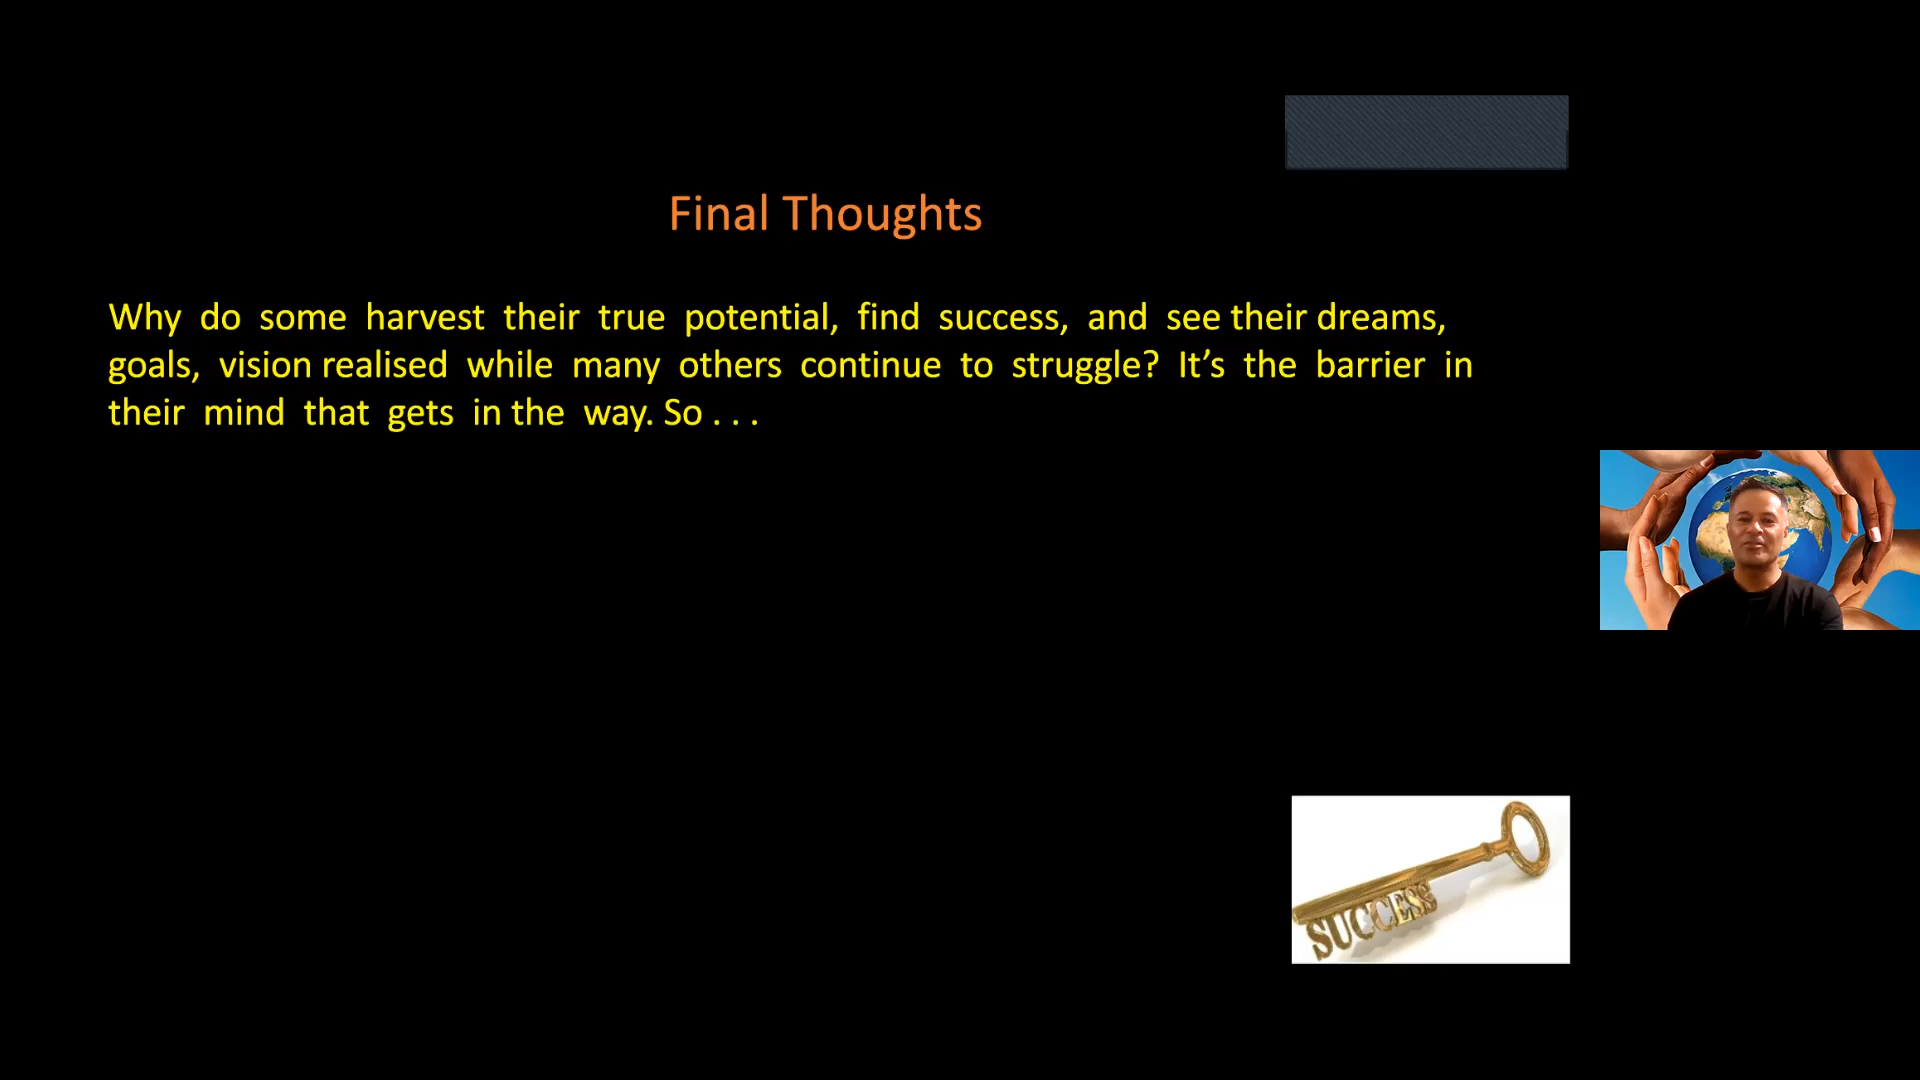 Final Thoughts
Why do some harvest their true potential, find success, and see their dreams,
goals, vision realised while many others continue to struggle? It’s the barrier in
their mind that gets in the way. So . . .
SUCCESS